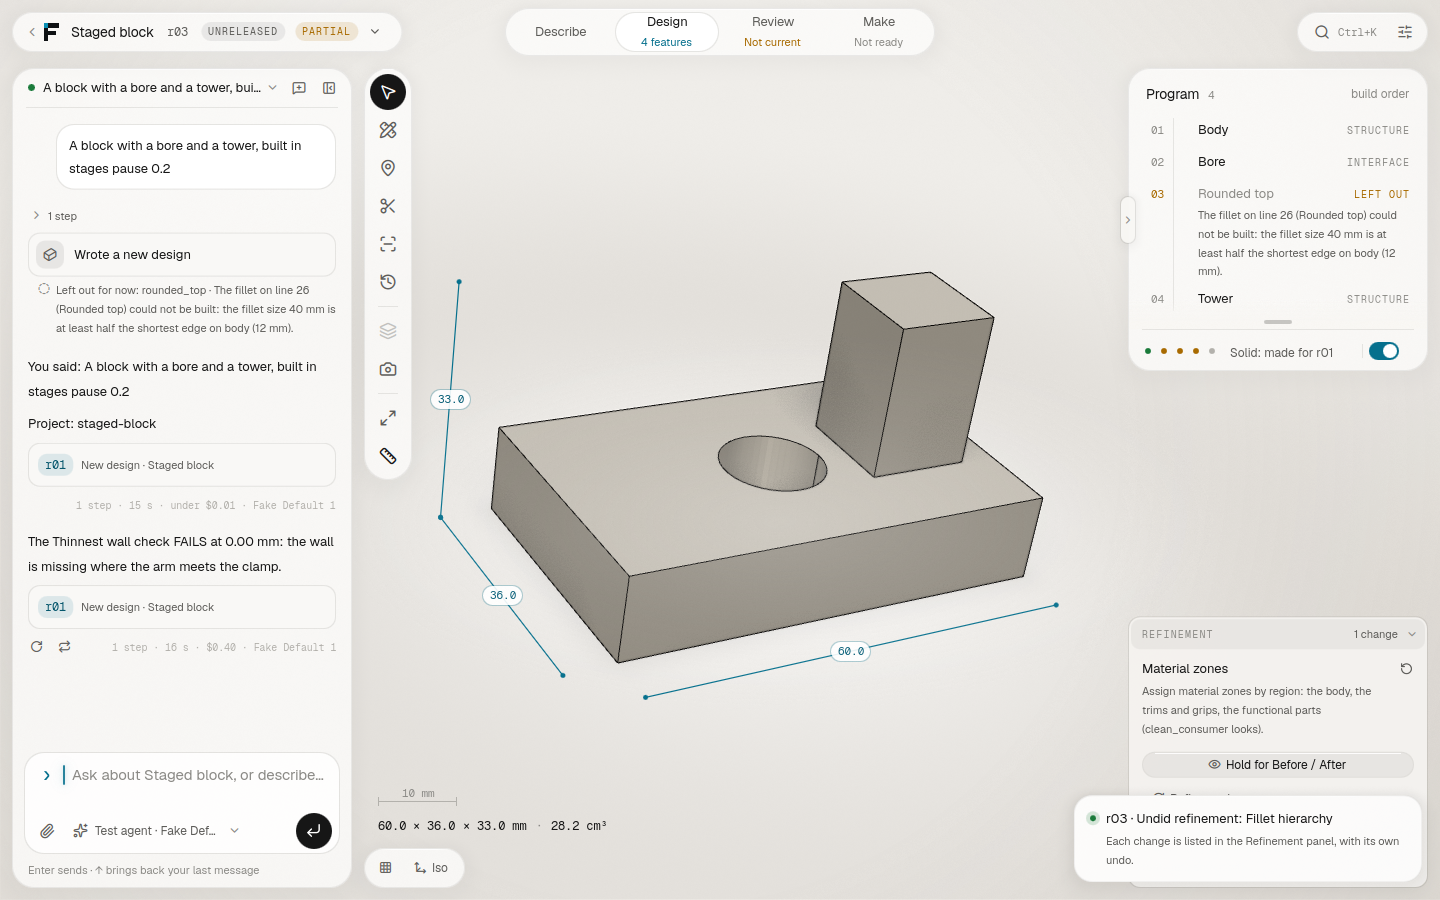 Staged block r03 UNRELEASED PARTIAL
Describe
Design
4 features
Review
Not current
Make
Not ready
Ctrl+K
A block with a bore and a tower, bui…
A block with a bore and a tower, built in
stages pause 0.2
1 step
Wrote a new design
Left out for now: rounded_top · The fillet on line 26
(Rounded top) could not be built: the fillet size 40 mm is
at least half the shortest edge on body (12 mm).
You said: A block with a bore and a tower, built in
stages pause 0.2
Project: staged-block
r01 New design · Staged block
1 step · 15 s · under $0.01 · Fake Default 1
The Thinnest wall check FAILS at 0.00 mm: the wall
is missing where the arm meets the clamp.
r01 New design · Staged block
1 step · 16 s · $0.40 · Fake Default 1
Ask about Staged block, or describe…
Test agent · Fake Def…
Enter sends · ↑ brings back your last message
33.0
36.0
60.0
10 mm
60.0 × 36.0 × 33.0 mm · 28.2 cm³
Iso
Program 4 build order
01 Body STRUCTURE
02 Bore INTERFACE
03 Rounded top LEFT OUT
The fillet on line 26 (Rounded top) could
not be built: the fillet size 40 mm is at
least half the shortest edge on body (12
mm).
04 Tower STRUCTURE
Solid: made for r01
REFINEMENT 1 change
Material zones
Assign material zones by region: the body, the
trims and grips, the functional parts
(clean_consumer looks).
Hold for Before / After
r03 · Undid refinement: Fillet hierarchy
Each change is listed in the Refinement panel, with its own
undo.